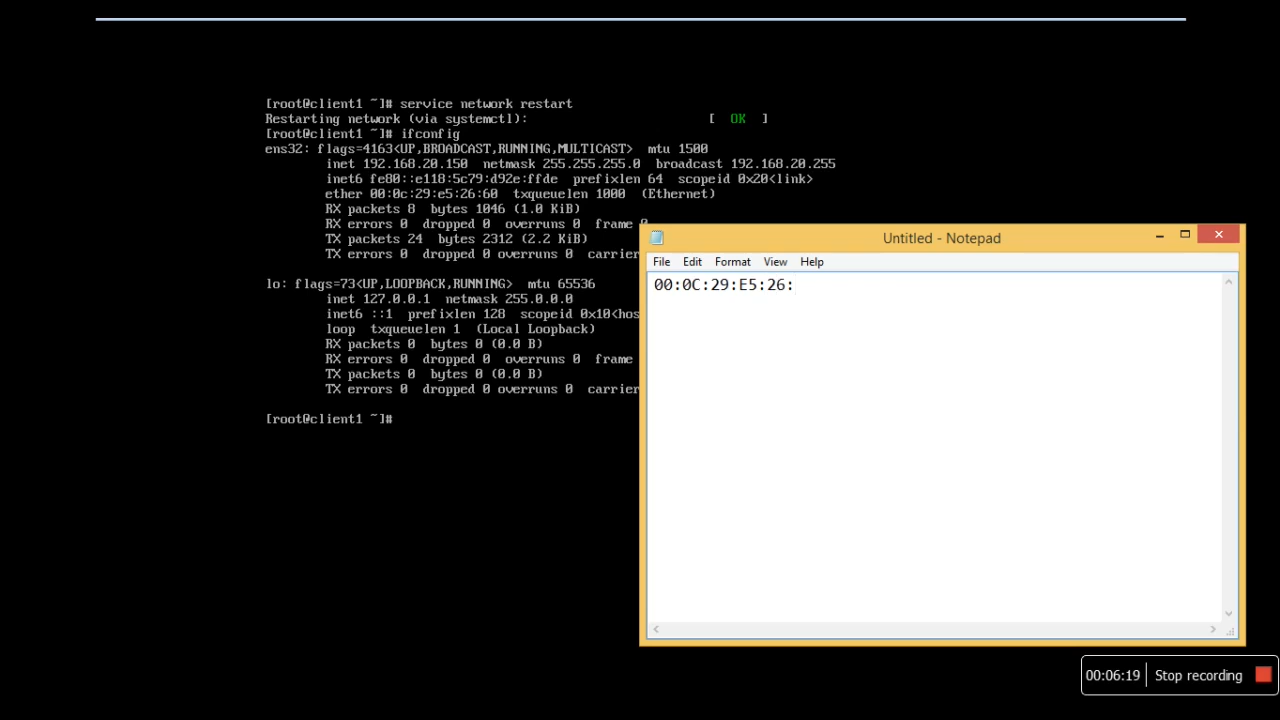 [root@client1 ~]# service network restart
Restarting network (via systemctl):                        [  OK  ]
[root@client1 ~]# ifconfig
ens32: flags=4163<UP,BROADCAST,RUNNING,MULTICAST>  mtu 1500
        inet 192.168.20.150  netmask 255.255.255.0  broadcast 192.168.20.255
        inet6 fe80::e118:5c79:d92e:ffde  prefixlen 64  scopeid 0x20<link>
        ether 00:0c:29:e5:26:60  txqueuelen 1000  (Ethernet)
        RX packets 8  bytes 1046 (1.0 KiB)
        RX errors 0  dropped 0  overruns 0  frame 0
        TX packets 24  bytes 2312 (2.2 KiB)
        TX errors 0  dropped 0 overruns 0  carrier
lo: flags=73<UP,LOOPBACK,RUNNING>  mtu 65536
        inet 127.0.0.1  netmask 255.0.0.0
        inet6 ::1  prefixlen 128  scopeid 0x10<hos
        loop  txqueuelen 1  (Local Loopback)
        RX packets 0  bytes 0 (0.0 B)
        RX errors 0  dropped 0  overruns 0  frame
        TX packets 0  bytes 0 (0.0 B)
        TX errors 0  dropped 0 overruns 0  carrier
[root@client1 ~]#
Untitled - Notepad
File Edit Format View Help
00:0C:29:E5:26:
00:06:19 Stop recording